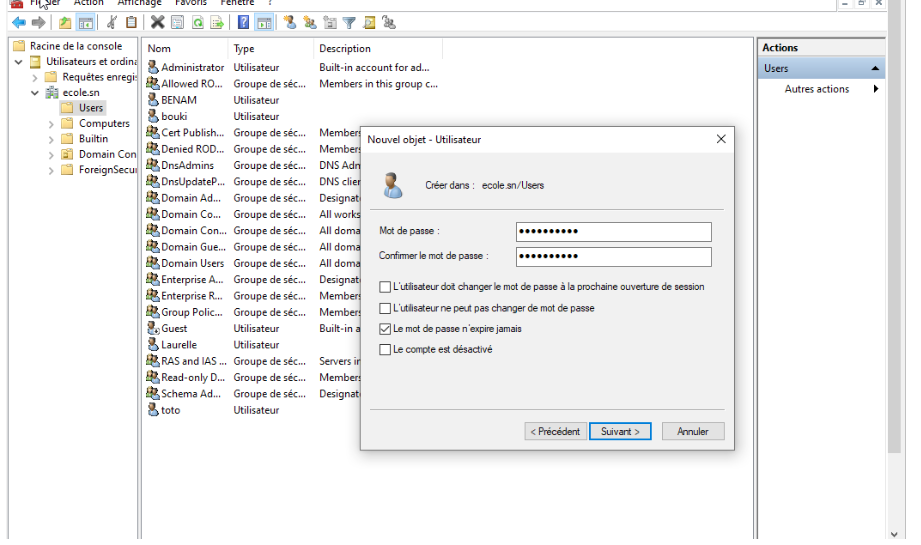 Fichier Action Affichage Favoris Fenêtre ?
Racine de la console
Utilisateurs et ordina
Requêtes enregis
ecole.sn
Users
Computers
Builtin
Domain Con
ForeignSecu
Nom Type Description
Administrator Utilisateur Built-in account for ad...
Allowed RO... Groupe de séc... Members in this group c...
BENAM Utilisateur
bouki Utilisateur
Cert Publish... Groupe de séc... Members
Denied ROD... Groupe de séc... Members
DnsAdmins Groupe de séc... DNS Adm
DnsUpdateP... Groupe de séc... DNS clien
Domain Ad... Groupe de séc... Designat
Domain Co... Groupe de séc... All works
Domain Con... Groupe de séc... All doma
Domain Gue... Groupe de séc... All doma
Domain Users Groupe de séc... All doma
Enterprise A... Groupe de séc... Designat
Enterprise R... Groupe de séc... Members
Group Polic... Groupe de séc... Members
Guest Utilisateur Built-in a
Laurelle Utilisateur
RAS and IAS ... Groupe de séc... Servers in
Read-only D... Groupe de séc... Members
Schema Ad... Groupe de séc... Designat
toto Utilisateur
Nouvel objet - Utilisateur
Créer dans : ecole.sn/Users
Mot de passe : ••••••••••
Confirmer le mot de passe : ••••••••••
L'utilisateur doit changer le mot de passe à la prochaine ouverture de session
L'utilisateur ne peut pas changer de mot de passe
Le mot de passe n'expire jamais
Le compte est désactivé
< Précédent Suivant > Annuler
Actions
Users
Autres actions